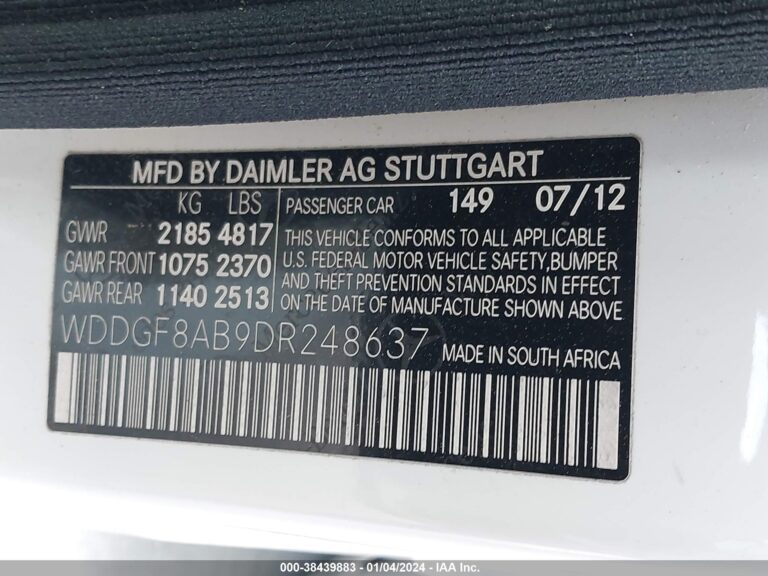 MFD BY DAIMLER AG STUTTGART
KG LBS
GVWR 2185 4817
GAWR FRONT 1075 2370
GAWR REAR 1140 2513
PASSENGER CAR 149 07/12
THIS VEHICLE CONFORMS TO ALL APPLICABLE
U.S. FEDERAL MOTOR VEHICLE SAFETY,BUMPER
AND THEFT PREVENTION STANDARDS IN EFFECT
ON THE DATE OF MANUFACTURE SHOWN ABOVE
WDDGF8AB9DR248637 MADE IN SOUTH AFRICA
000-38439883 - 01/04/2024 - IAA Inc.